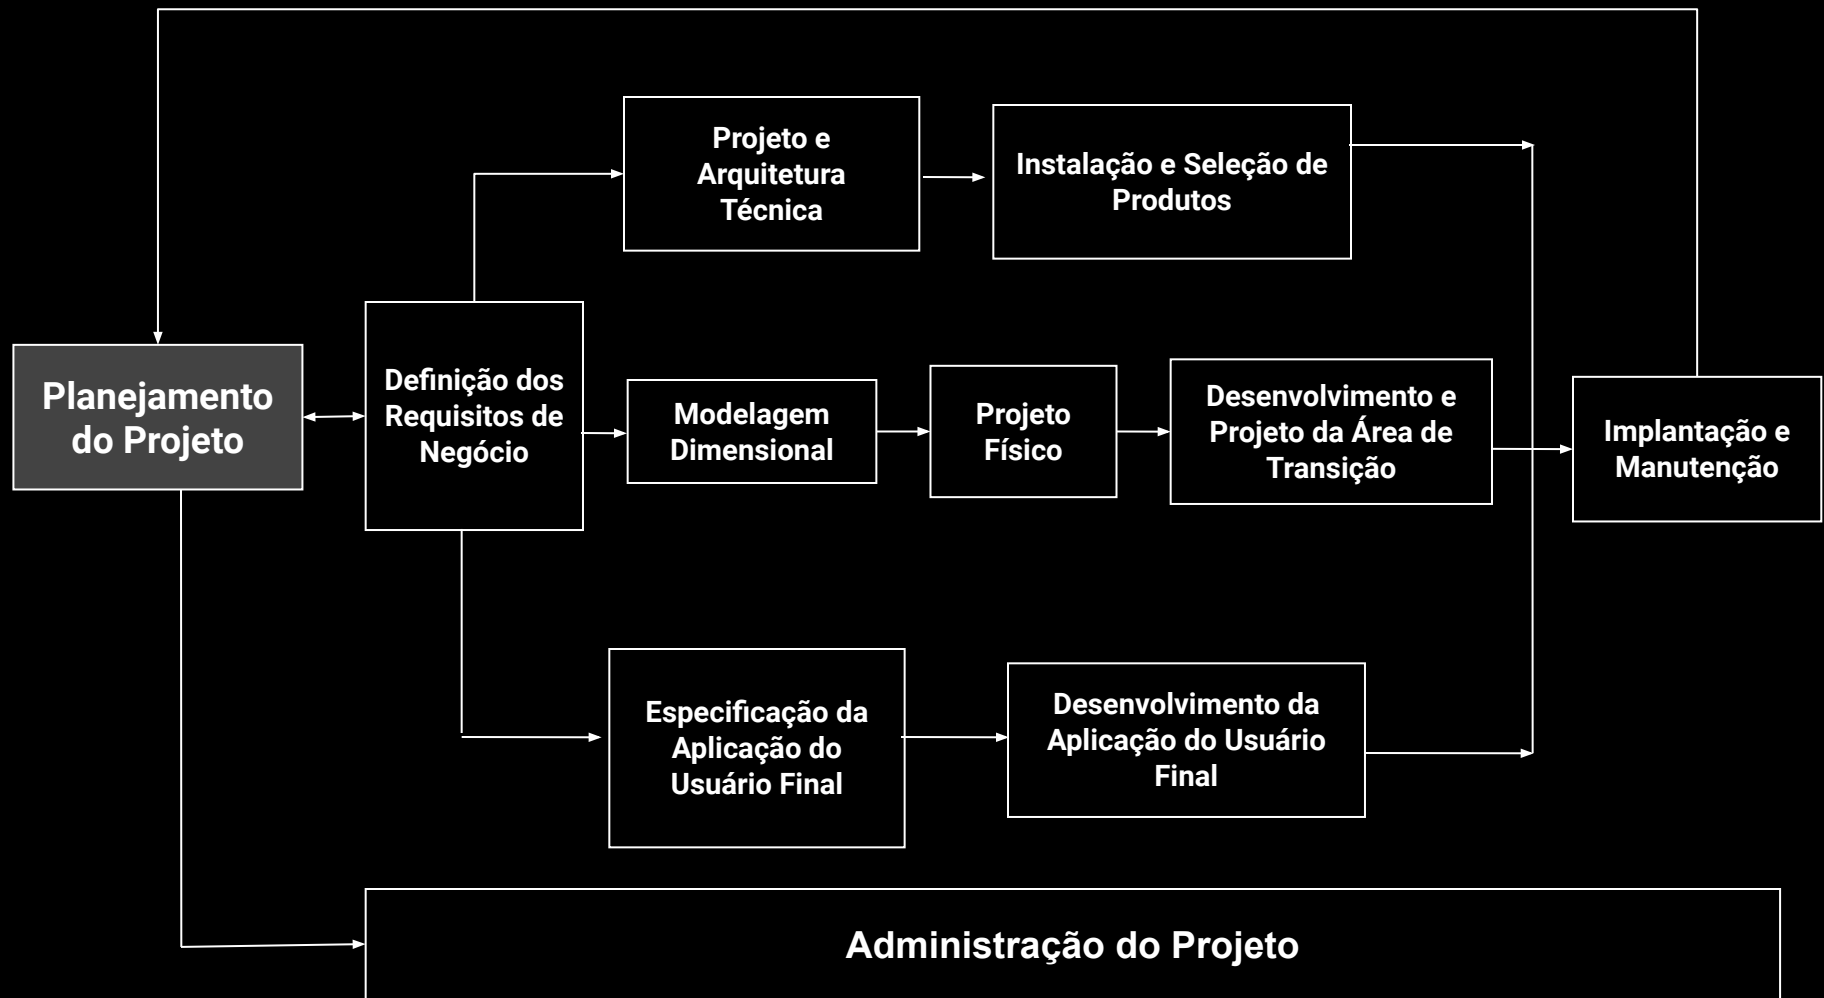 Projeto e
Arquitetura
Técnica
Instalação e Seleção de
Produtos
Planejamento
do Projeto
Definição dos
Requisitos de
Negócio
Modelagem
Dimensional
Projeto
Físico
Desenvolvimento e
Projeto da Área de
Transição
Implantação e
Manutenção
Especificação da
Aplicação do
Usuário Final
Desenvolvimento da
Aplicação do Usuário
Final
Administração do Projeto